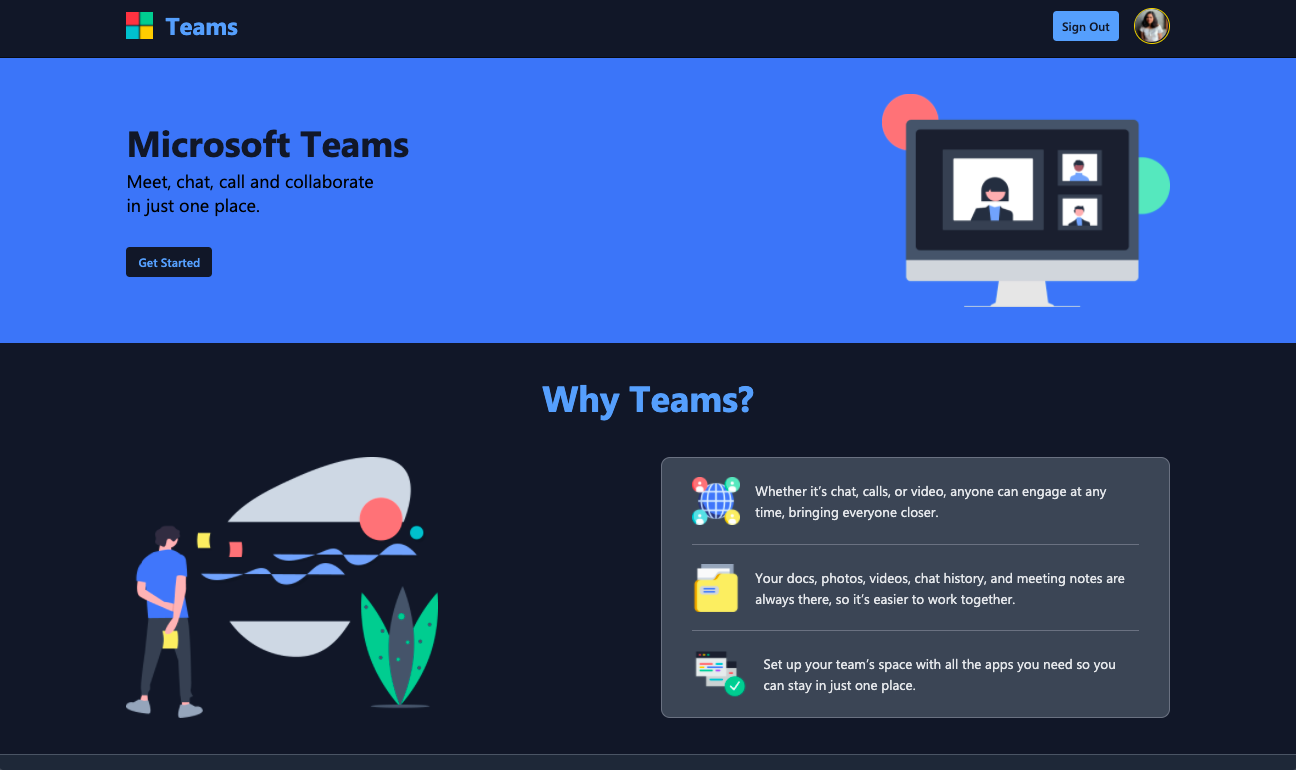 Teams
Sign Out
Microsoft Teams
Meet, chat, call and collaborate
in just one place.
Get Started
Why Teams?
Whether it’s chat, calls, or video, anyone can engage at any
time, bringing everyone closer.
Your docs, photos, videos, chat history, and meeting notes are
always there, so it’s easier to work together.
Set up your team’s space with all the apps you need so you
can stay in just one place.